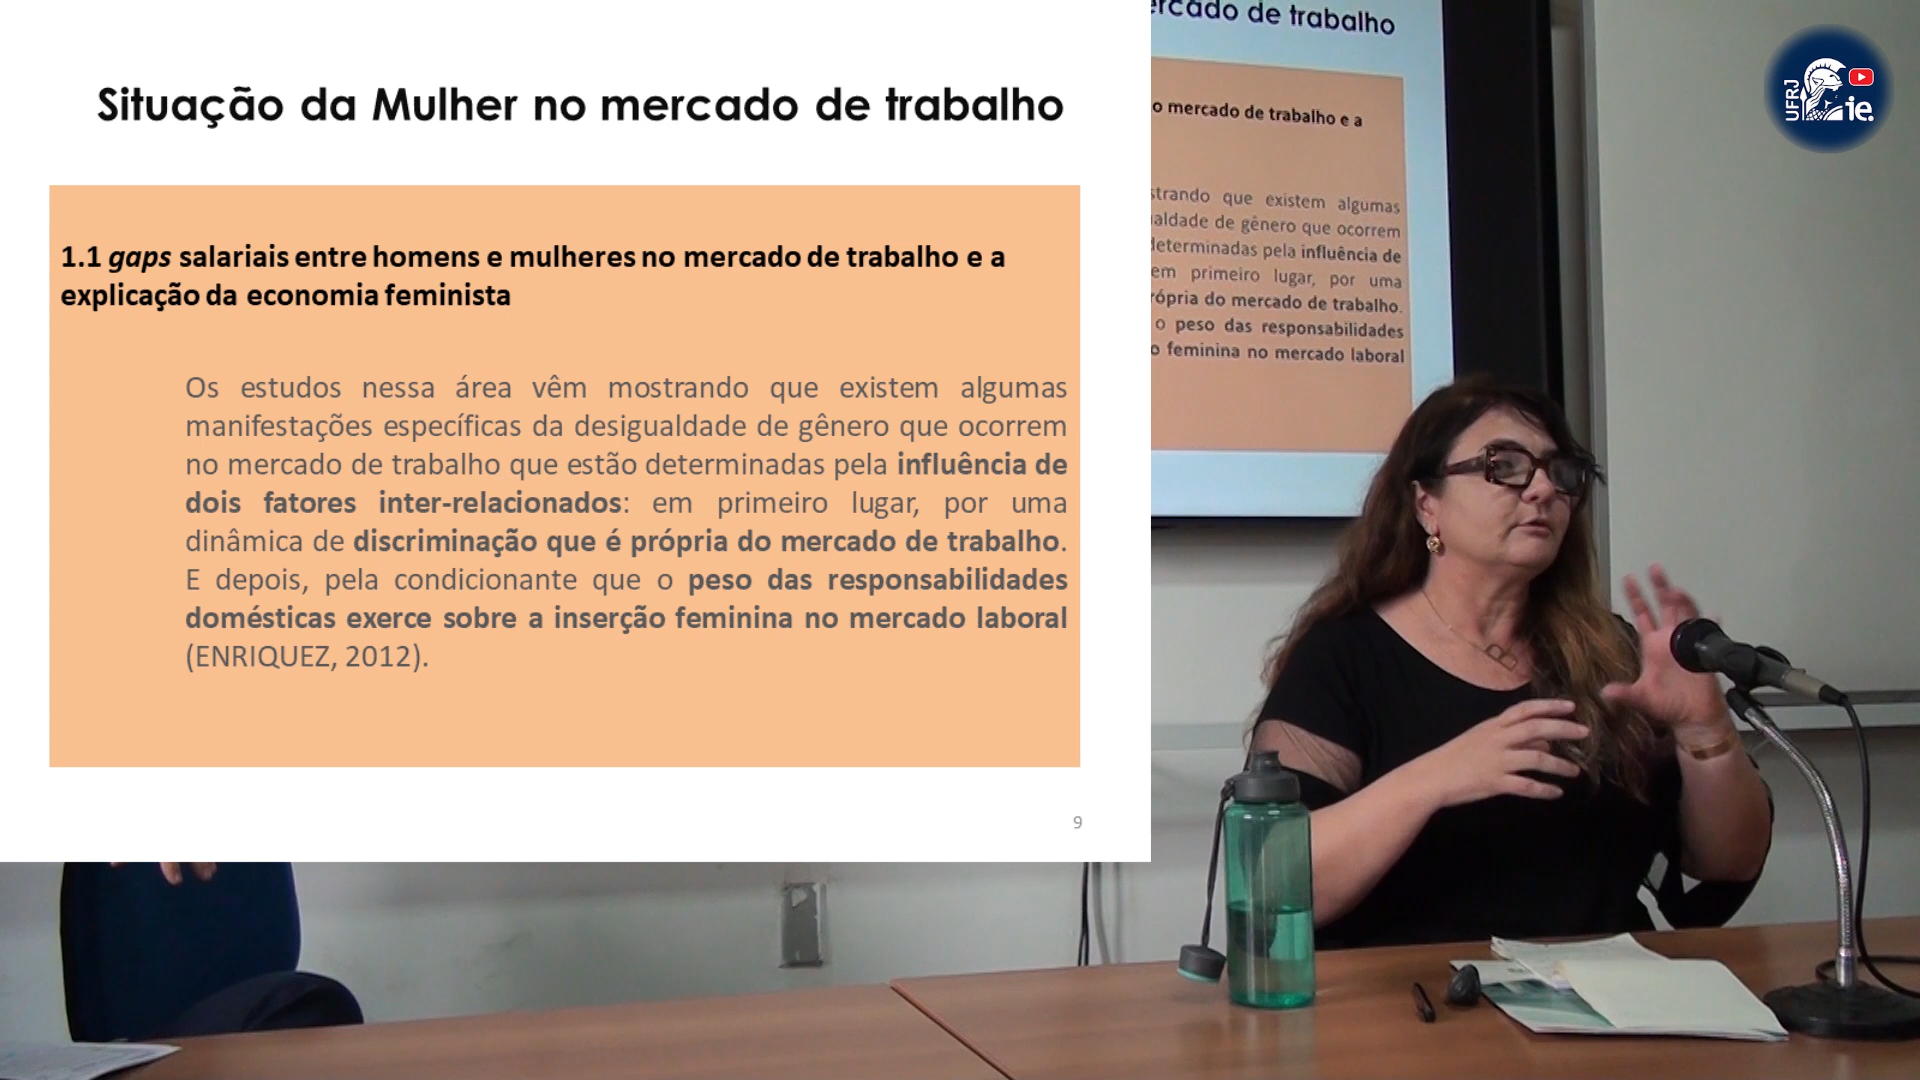 Situação da Mulher no mercado de trabalho
1.1 gaps salariais entre homens e mulheres no mercado de trabalho e a
explicação da economia feminista
Os estudos nessa área vêm mostrando que existem algumas
manifestações específicas da desigualdade de gênero que ocorrem
no mercado de trabalho que estão determinadas pela influência de
dois fatores inter-relacionados: em primeiro lugar, por uma
dinâmica de discriminação que é própria do mercado de trabalho.
E depois, pela condicionante que o peso das responsabilidades
domésticas exerce sobre a inserção feminina no mercado laboral
(ENRIQUEZ, 2012).
9
ercado de trabalho
o mercado de trabalho e a
strando que existem algumas
aldade de gênero que ocorrem
determinadas pela influência de
em primeiro lugar, por uma
rópria do mercado de trabalho.
o peso das responsabilidades
o feminina no mercado laboral
UFRJ
ie.